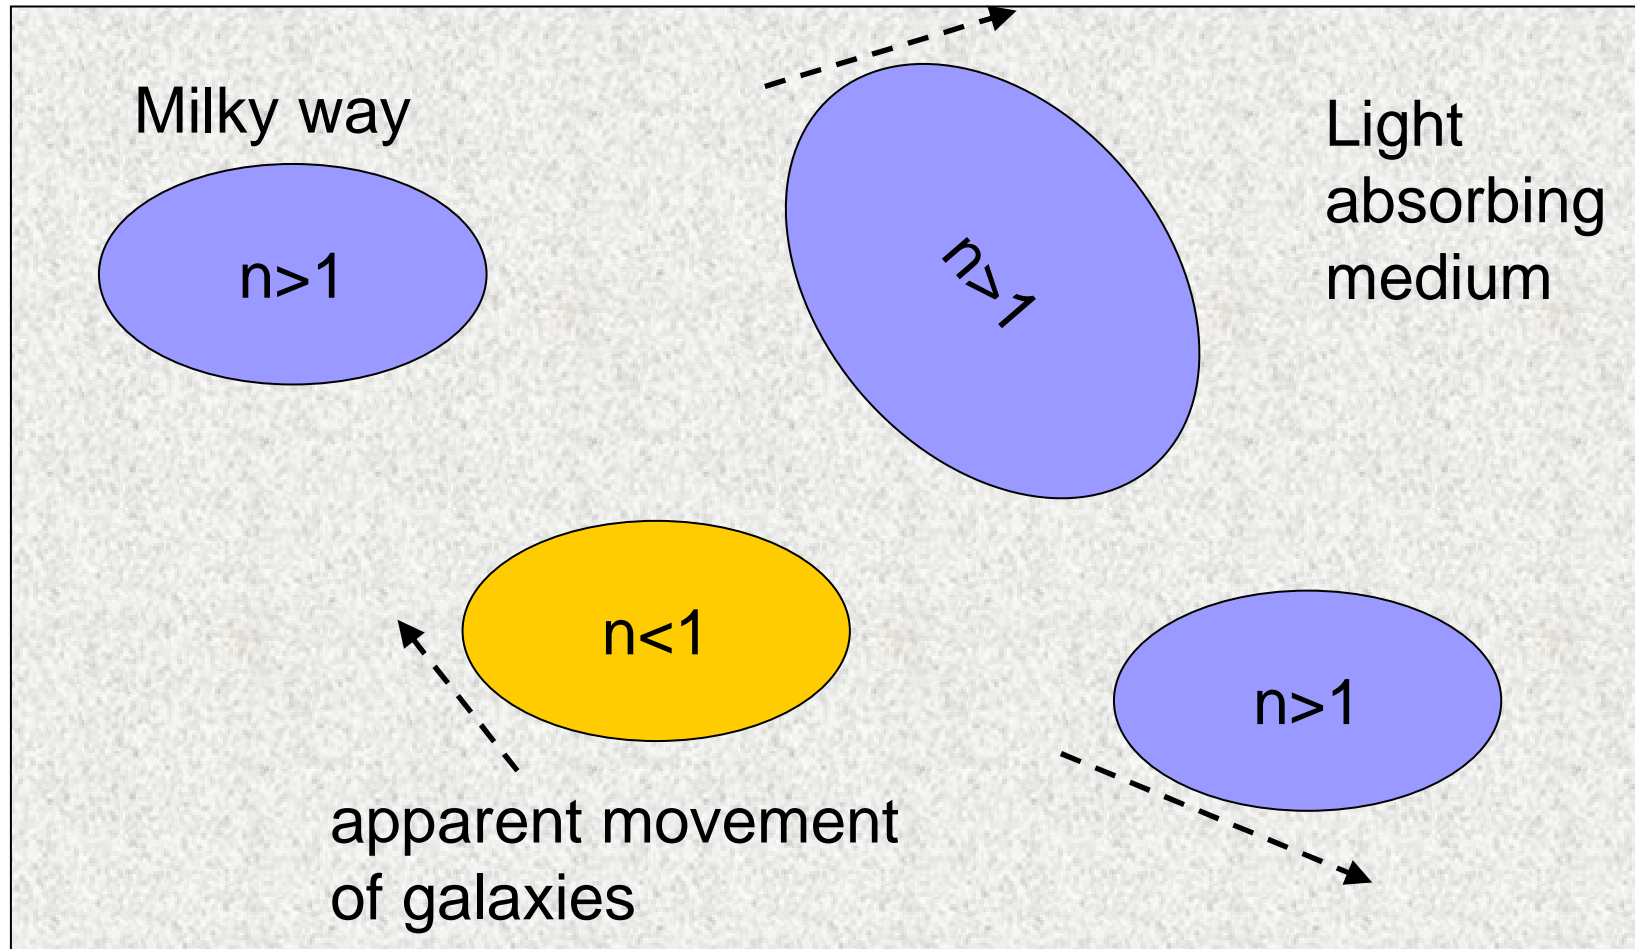 Milky way
n>1
n>1
Light
absorbing
medium
n<1
n>1
apparent movement
of galaxies